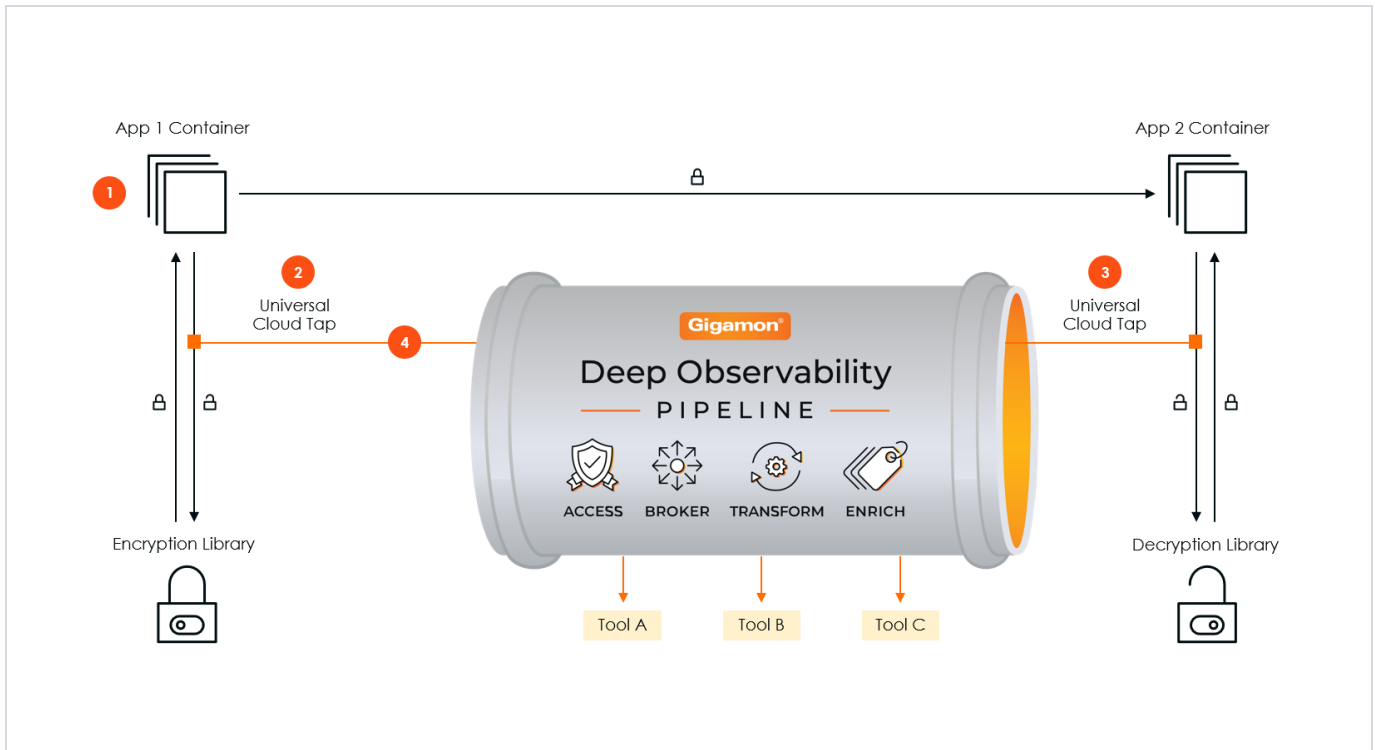 App 1 Container
App 2 Container
1
2
Universal
Cloud Tap
3
Universal
Cloud Tap
4
Gigamon®
Deep Observability
PIPELINE
ACCESS
BROKER
TRANSFORM
ENRICH
Encryption Library
Decryption Library
Tool A
Tool B
Tool C